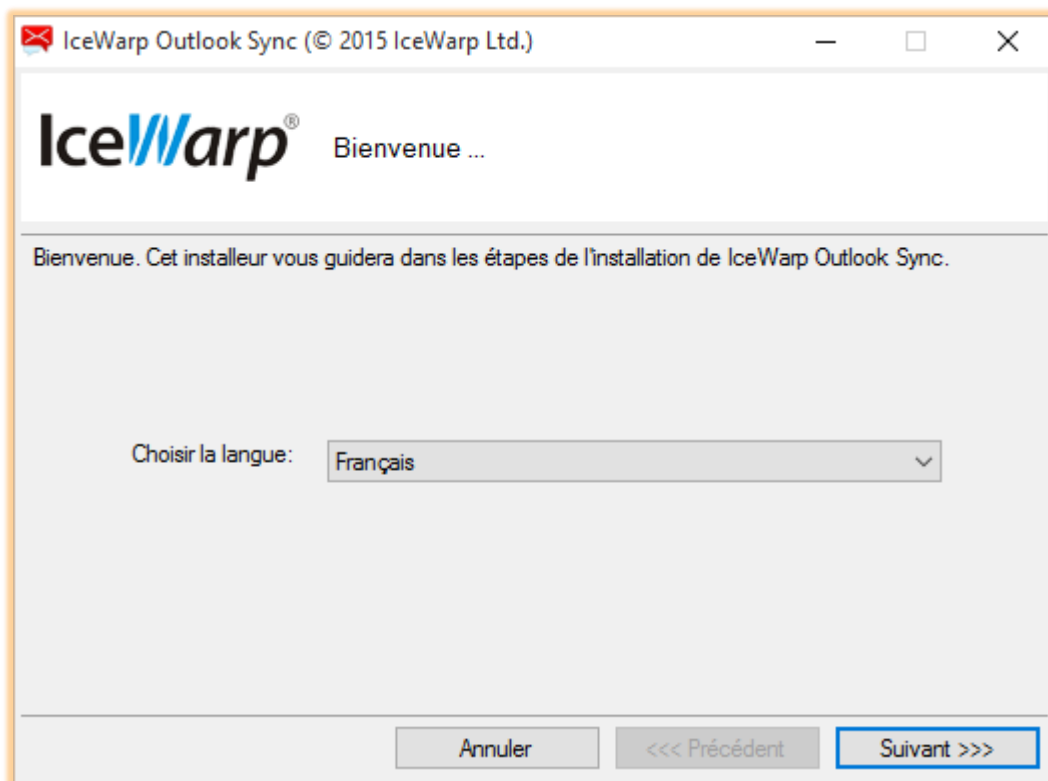 IceWarp Outlook Sync (© 2015 IceWarp Ltd.)
IceWarp® Bienvenue ...
Bienvenue. Cet installeur vous guidera dans les étapes de l'installation de IceWarp Outlook Sync.
Choisir la langue: Français
Annuler <<< Précédent Suivant >>>